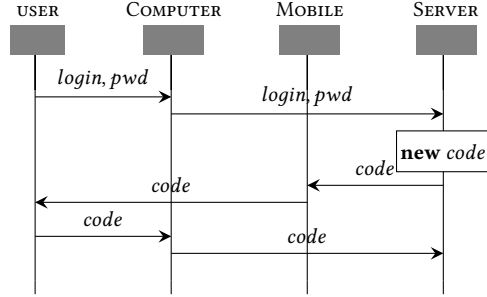 USER COMPUTER MOBILE SERVER
login, pwd
login, pwd
new code
code
code
code
code